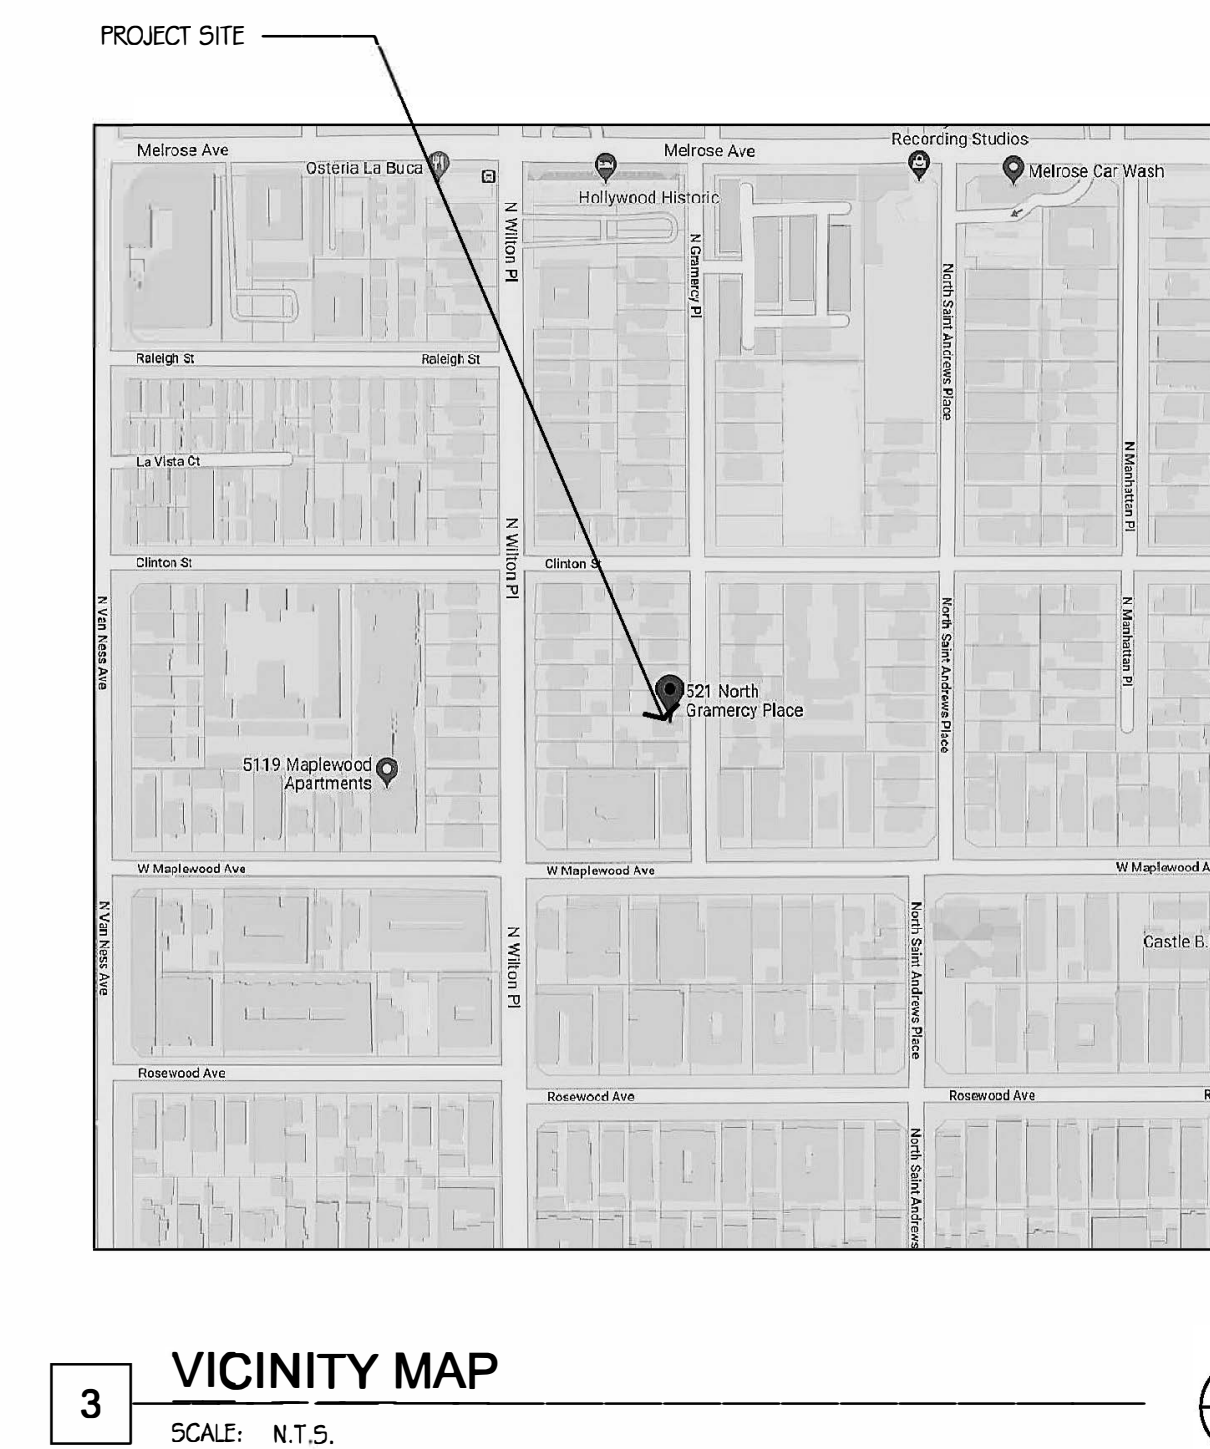 PROJECT SITE
Recording Studios
Melrose Ave
Melrose Ave
Osteria La Buca
Melrose Car Wash
Hollywood Historic
N Wilton Pl
N Gramercy Pl
North Saint Andrews Place
Raleigh St
Raleigh St
La Vista Ct
N Manhattan Pl
N Wilton Pl
Clinton St
Clinton St
N Van Ness Ave
North Saint Andrews Place
N Manhattan Pl
521 North
Gramercy Place
5119 Maplewood
Apartments
W Maplewood Ave
W Maplewood Ave
W Maplewood A
N Van Ness Ave
N Wilton Pl
North Saint Andrews Place
Castle B.
Rosewood Ave
Rosewood Ave
Rosewood Ave
R
North Saint Andrews
3
VICINITY MAP
SCALE: N.T.S.